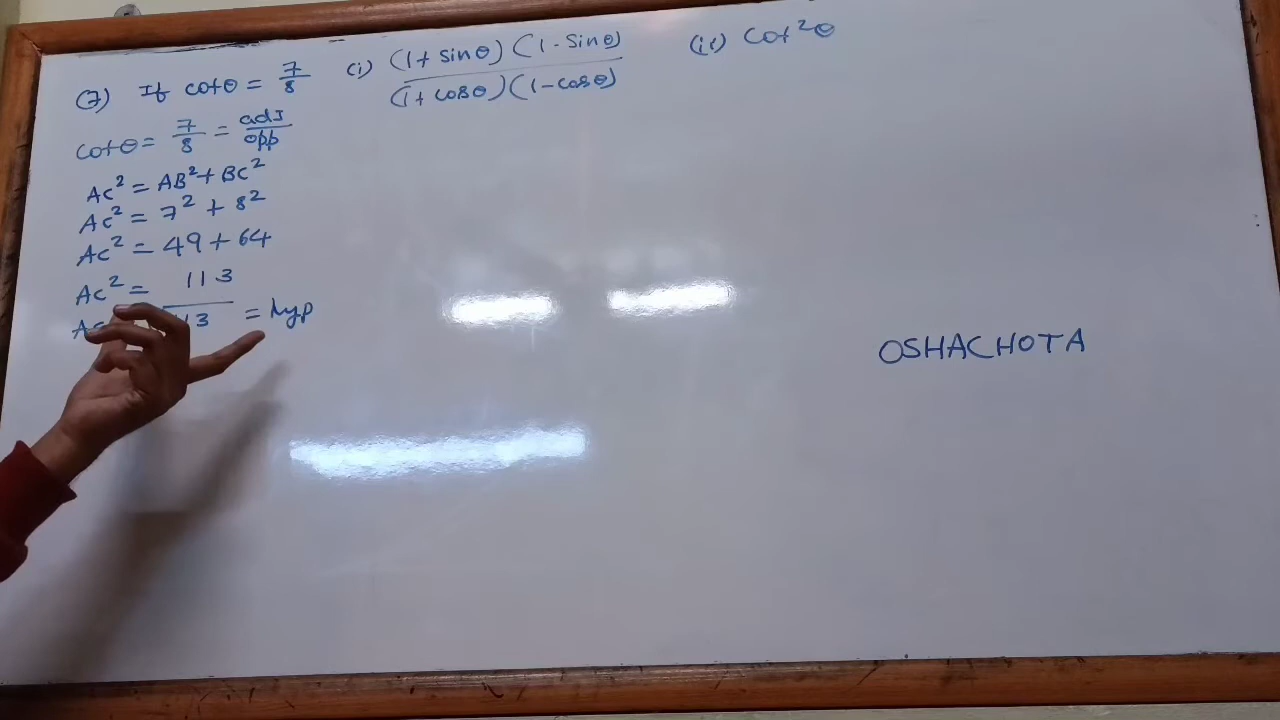 (7) If cotθ = 7/8 (i) (1+sinθ)(1-sinθ)/(1+cosθ)(1-cosθ) (ii) cot²θ
cotθ = 7/8 = adj/opp
AC² = AB² + BC²
AC² = 7² + 8²
AC² = 49 + 64
AC² = 113
= hyp
OSHACHOTA